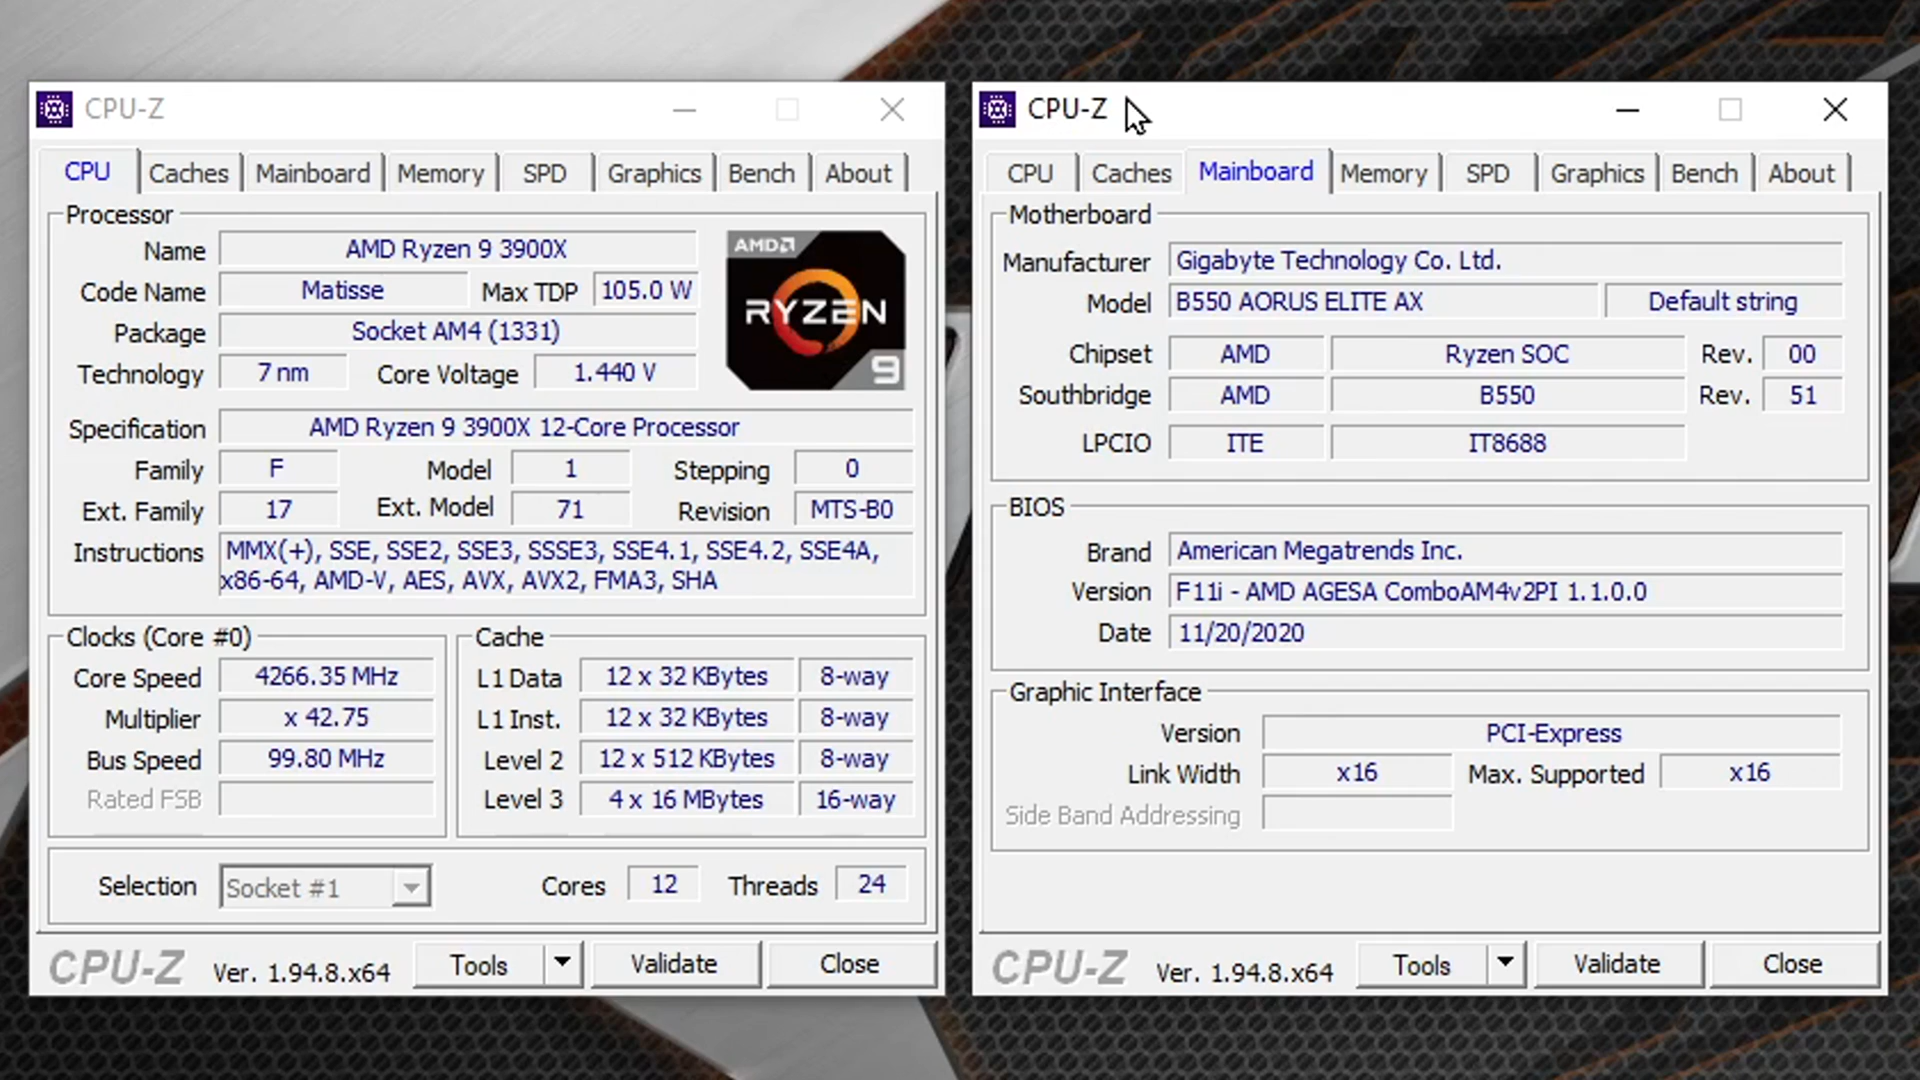 CPU-Z
CPU Caches Mainboard Memory SPD Graphics Bench About
Processor
Name AMD Ryzen 9 3900X
Code Name Matisse Max TDP 105.0 W
Package Socket AM4 (1331)
Technology 7 nm Core Voltage 1.440 V
AMD
RYZEN
9
Specification AMD Ryzen 9 3900X 12-Core Processor
Family F Model 1 Stepping 0
Ext. Family 17 Ext. Model 71 Revision MTS-B0
Instructions MMX(+), SSE, SSE2, SSE3, SSSE3, SSE4.1, SSE4.2, SSE4A,
x86-64, AMD-V, AES, AVX, AVX2, FMA3, SHA
Clocks (Core #0)
Core Speed 4266.35 MHz
Multiplier x 42.75
Bus Speed 99.80 MHz
Rated FSB
Cache
L1 Data 12 x 32 KBytes 8-way
L1 Inst. 12 x 32 KBytes 8-way
Level 2 12 x 512 KBytes 8-way
Level 3 4 x 16 MBytes 16-way
Selection Socket #1 Cores 12 Threads 24
CPU-Z Ver. 1.94.8.x64 Tools Validate Close
CPU-Z
CPU Caches Mainboard Memory SPD Graphics Bench About
Motherboard
Manufacturer Gigabyte Technology Co. Ltd.
Model B550 AORUS ELITE AX Default string
Chipset AMD Ryzen SOC Rev. 00
Southbridge AMD B550 Rev. 51
LPCIO ITE IT8688
BIOS
Brand American Megatrends Inc.
Version F11i - AMD AGESA ComboAM4v2PI 1.1.0.0
Date 11/20/2020
Graphic Interface
Version PCI-Express
Link Width x16 Max. Supported x16
Side Band Addressing
CPU-Z Ver. 1.94.8.x64 Tools Validate Close